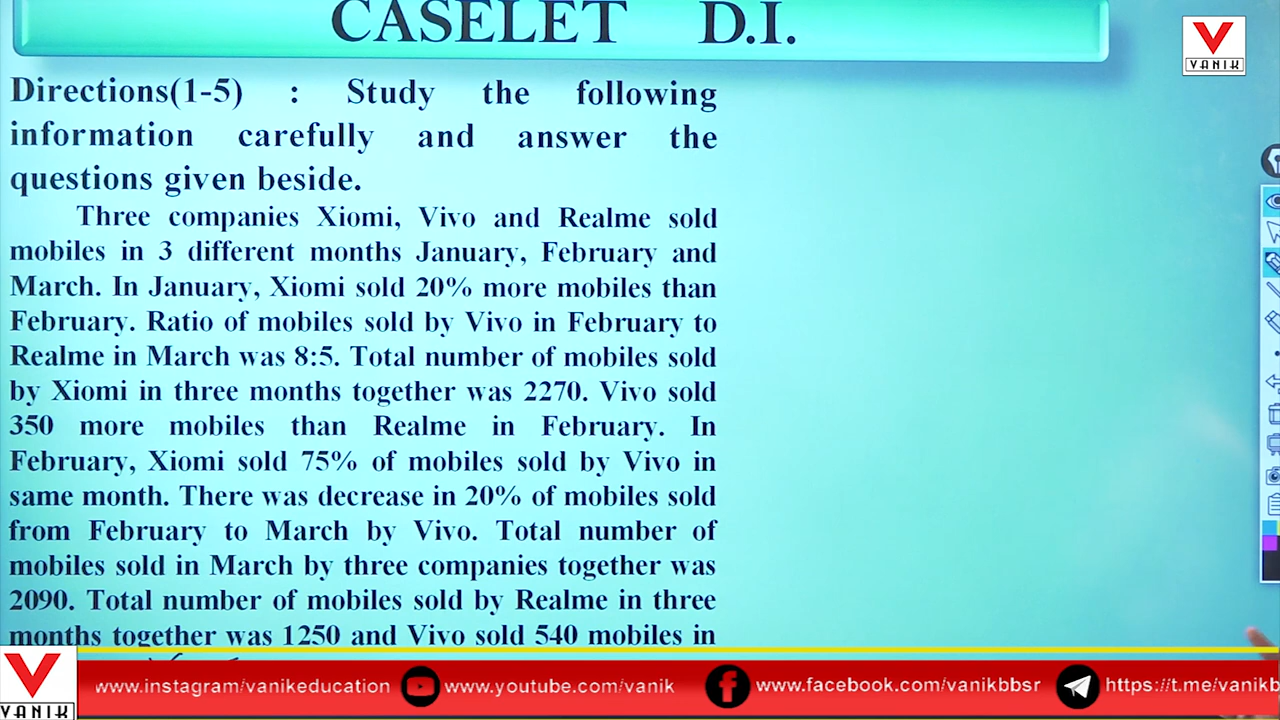 CASELET D.I.
VANIK
Directions(1-5) : Study the following
information carefully and answer the
questions given beside.
Three companies Xiomi, Vivo and Realme sold
mobiles in 3 different months January, February and
March. In January, Xiomi sold 20% more mobiles than
February. Ratio of mobiles sold by Vivo in February to
Realme in March was 8:5. Total number of mobiles sold
by Xiomi in three months together was 2270. Vivo sold
350 more mobiles than Realme in February. In
February, Xiomi sold 75% of mobiles sold by Vivo in
same month. There was decrease in 20% of mobiles sold
from February to March by Vivo. Total number of
mobiles sold in March by three companies together was
2090. Total number of mobiles sold by Realme in three
months together was 1250 and Vivo sold 540 mobiles in
VANIK
www.instagram/vanikeducation
www.youtube.com/vanik
www.facebook.com/vanikbbsr
https://t.me/vanikb